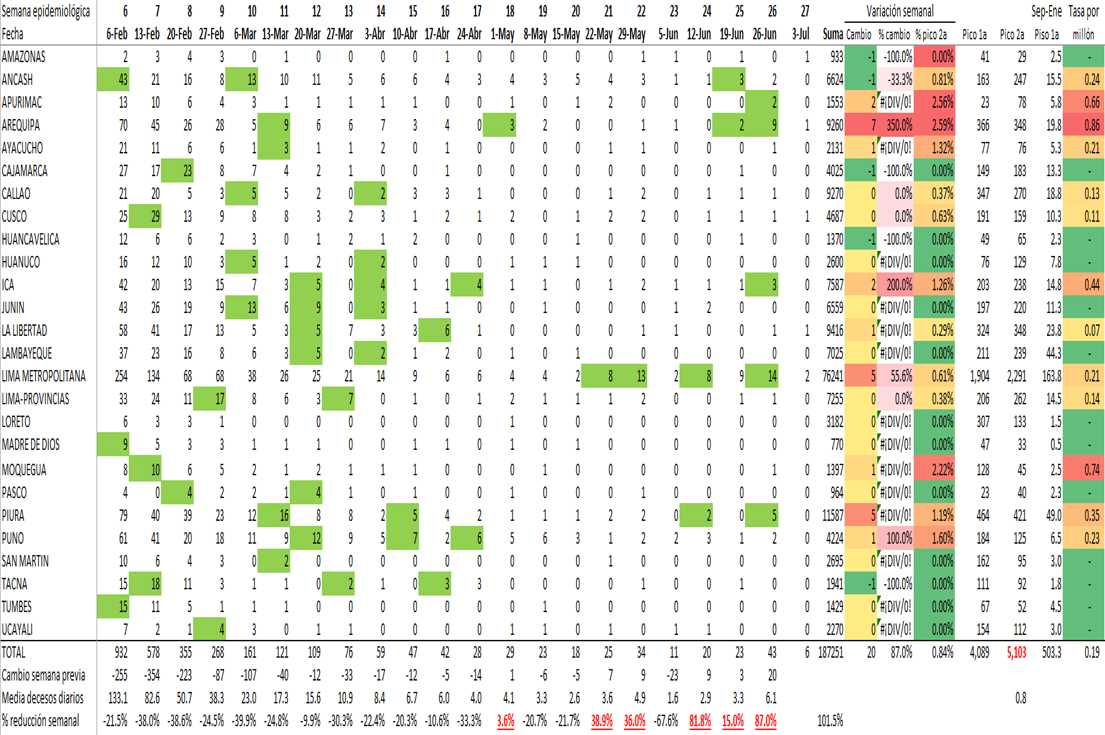 Semana epidemiológica 6 7 8 9 10 11 12 13 14 15 16 17 18 19 20 21 22 23 24 25 26 27 Variación semanal Sep-Ene Tasa por
Fecha 6-Feb 13-Feb 20-Feb 27-Feb 6-Mar 13-Mar 20-Mar 27-Mar 3-Abr 10-Abr 17-Abr 24-Abr 1-May 8-May 15-May 22-May 29-May 5-Jun 12-Jun 19-Jun 26-Jun 3-Jul Suma Cambio % cambio % pico 2a Pico 1a Pico 2a Piso 1a millón
AMAZONAS 2 3 4 3 0 1 0 0 0 1 1 0 0 0 0 0 1 1 0 1 0 1 933 -1 -100.0% 0.00% 41 29 2.5 -
ANCASH 43 21 16 8 13 10 11 5 6 6 4 3 4 3 5 4 3 1 1 3 2 0 6624 -1 -33.3% 0.81% 163 247 15.5 0.24
APURIMAC 13 10 6 4 3 1 1 1 1 1 0 0 1 0 1 2 0 0 0 0 2 0 1553 2 #¡DIV/0! 2.56% 23 78 5.8 0.66
AREQUIPA 70 45 26 28 5 9 6 6 7 3 4 0 3 2 0 0 1 1 0 2 9 1 9260 7 350.0% 2.59% 366 348 19.8 0.86
AYACUCHO 21 11 6 6 1 3 1 1 2 0 1 0 0 0 0 0 1 0 0 0 1 0 2131 1 #¡DIV/0! 1.32% 77 76 5.3 0.21
CAJAMARCA 27 17 23 8 7 4 2 1 0 0 1 1 0 0 0 0 0 0 0 1 0 0 4025 -1 -100.0% 0.00% 149 183 13.3 -
CALLAO 21 20 5 3 5 5 2 0 2 3 3 1 0 0 0 1 2 0 0 1 1 0 9270 0 0.0% 0.37% 347 270 18.8 0.13
CUSCO 25 29 13 9 8 8 3 2 3 1 2 1 2 0 1 2 2 0 1 1 1 0 4687 0 0.0% 0.63% 191 159 10.3 0.11
HUANCAVELICA 12 6 6 2 3 0 1 2 1 2 0 0 0 0 1 0 0 0 0 1 0 0 1370 -1 -100.0% 0.00% 49 65 2.3 -
HUANUCO 16 12 10 3 5 1 2 0 2 0 0 0 1 1 1 0 0 0 0 0 0 0 2600 0 #¡DIV/0! 0.00% 76 129 7.8 -
ICA 42 20 13 15 7 3 5 0 4 1 1 4 1 0 0 1 2 1 1 1 3 0 7587 2 200.0% 1.26% 203 238 14.8 0.44
JUNIN 43 26 19 9 13 6 9 0 3 1 1 0 0 0 0 0 0 1 2 0 0 0 6559 0 #¡DIV/0! 0.00% 197 220 11.3 -
LA LIBERTAD 58 41 17 13 5 3 5 7 3 3 6 1 0 0 0 0 1 1 1 0 1 0 9416 1 #¡DIV/0! 0.29% 324 348 23.8 0.07
LAMBAYEQUE 37 23 16 8 6 3 5 0 2 1 2 0 1 0 1 0 0 0 0 0 0 0 7025 0 #¡DIV/0! 0.00% 211 239 44.3 -
LIMA METROPOLITANA 254 134 68 68 38 26 25 21 14 9 6 6 4 4 2 8 13 2 8 9 14 2 76241 5 55.6% 0.61% 1,904 2,291 163.8 0.21
LIMA-PROVINCIAS 33 24 11 17 8 6 3 7 0 1 0 1 2 1 1 1 2 0 1 1 1 0 7255 0 0.0% 0.38% 206 262 14.5 0.14
LORETO 6 3 3 1 0 0 0 0 0 0 0 0 1 0 0 0 0 0 0 0 0 0 3182 0 #¡DIV/0! 0.00% 307 133 1.5 -
MADRE DE DIOS 9 5 3 3 1 1 1 0 0 1 1 0 1 0 0 0 0 0 0 0 0 0 770 0 #¡DIV/0! 0.00% 47 33 0.5 -
MOQUEGUA 8 10 6 5 2 1 2 1 1 1 0 0 0 1 0 0 0 0 1 0 1 0 1397 1 #¡DIV/0! 2.22% 128 45 2.5 0.74
PASCO 4 0 4 2 2 1 4 1 0 0 0 0 1 0 0 1 0 0 0 0 0 0 964 0 #¡DIV/0! 0.00% 23 40 2.3 -
PIURA 79 40 39 23 12 16 8 8 2 5 4 2 1 1 1 2 2 0 2 0 5 0 11587 5 #¡DIV/0! 1.19% 464 421 49.0 0.35
PUNO 61 41 20 18 11 9 12 9 5 7 2 6 5 6 3 1 2 2 3 1 2 0 4224 1 100.0% 1.60% 184 125 6.5 0.23
SAN MARTIN 10 6 4 3 0 2 0 0 0 0 0 0 0 0 0 1 0 0 0 0 0 0 2695 0 #¡DIV/0! 0.00% 162 95 3.0 -
TACNA 15 18 11 3 1 1 0 2 1 0 3 3 0 0 1 0 1 0 0 1 0 0 1941 -1 -100.0% 0.00% 111 92 1.8 -
TUMBES 15 11 5 1 1 1 0 0 0 0 0 0 0 1 0 0 0 0 0 0 0 0 1429 0 #¡DIV/0! 0.00% 67 52 4.5 -
UCAYALI 7 2 1 4 3 0 1 1 0 0 0 0 1 1 0 1 0 1 1 0 0 0 2270 0 #¡DIV/0! 0.00% 154 112 3.0 -
TOTAL 932 578 355 268 161 121 109 76 59 47 42 28 29 23 18 25 34 11 20 23 43 6 187251 20 87.0% 0.84% 4,089 5,103 503.3 0.19
Cambio semana previa -255 -354 -223 -87 -107 -40 -12 -33 -17 -12 -5 -14 1 -6 -5 7 9 -23 9 3 20
Media decesos diarios 133.1 82.6 50.7 38.3 23.0 17.3 15.6 10.9 8.4 6.7 6.0 4.0 4.1 3.3 2.6 3.6 4.9 1.6 2.9 3.3 6.1 0.8
% reducción semanal -21.5% -38.0% -38.6% -24.5% -39.9% -24.8% -9.9% -30.3% -22.4% -20.3% -10.6% -33.3% 3.6% -20.7% -21.7% 38.9% 36.0% -67.6% 81.8% 15.0% 87.0% 101.5%